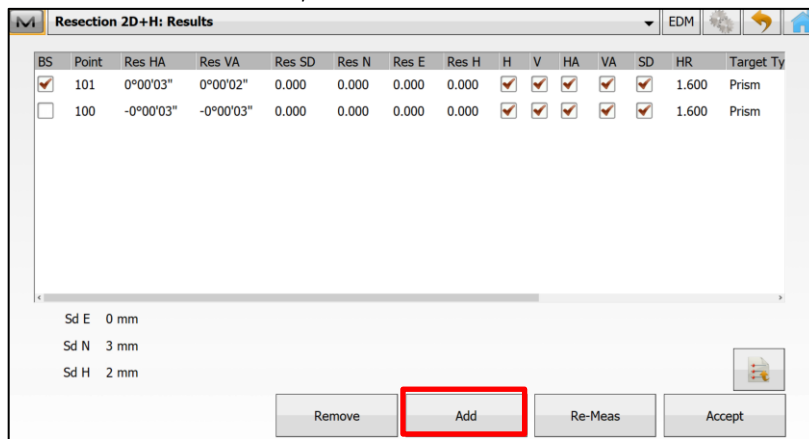 Resection 2D+H: Results EDM
BS Point Res HA Res VA Res SD Res N Res E Res H H V HA VA SD HR Target Ty
101 0°00'03" 0°00'02" 0.000 0.000 0.000 0.000 1.600 Prism
100 -0°00'03" -0°00'03" 0.000 0.000 0.000 0.000 1.600 Prism
Sd E 0 mm
Sd N 3 mm
Sd H 2 mm
Remove Add Re-Meas Accept